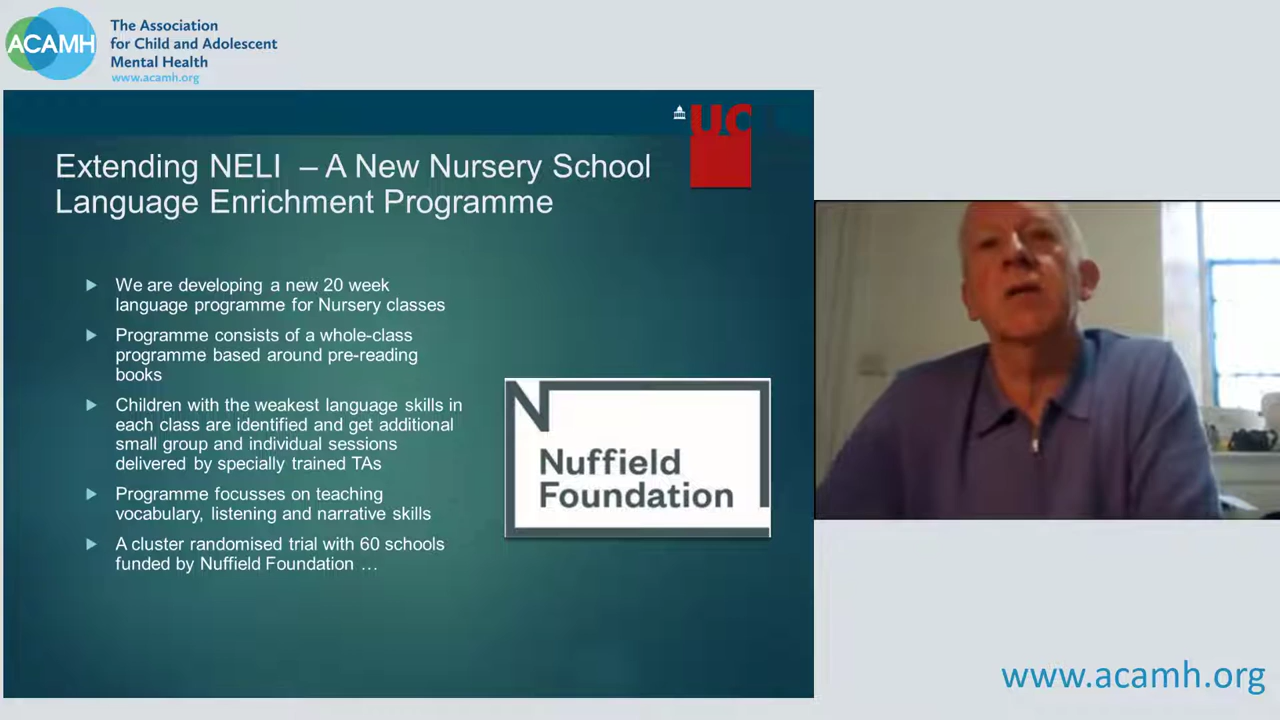 ACAMH
The Association
for Child and Adolescent
Mental Health
www.acamh.org
UC
Extending NELI – A New Nursery School
Language Enrichment Programme
We are developing a new 20 week
language programme for Nursery classes
Programme consists of a whole-class
programme based around pre-reading
books
Children with the weakest language skills in
each class are identified and get additional
small group and individual sessions
delivered by specially trained TAs
Programme focusses on teaching
vocabulary, listening and narrative skills
A cluster randomised trial with 60 schools
funded by Nuffield Foundation …
N
Nuffield
Foundation
www.acamh.org